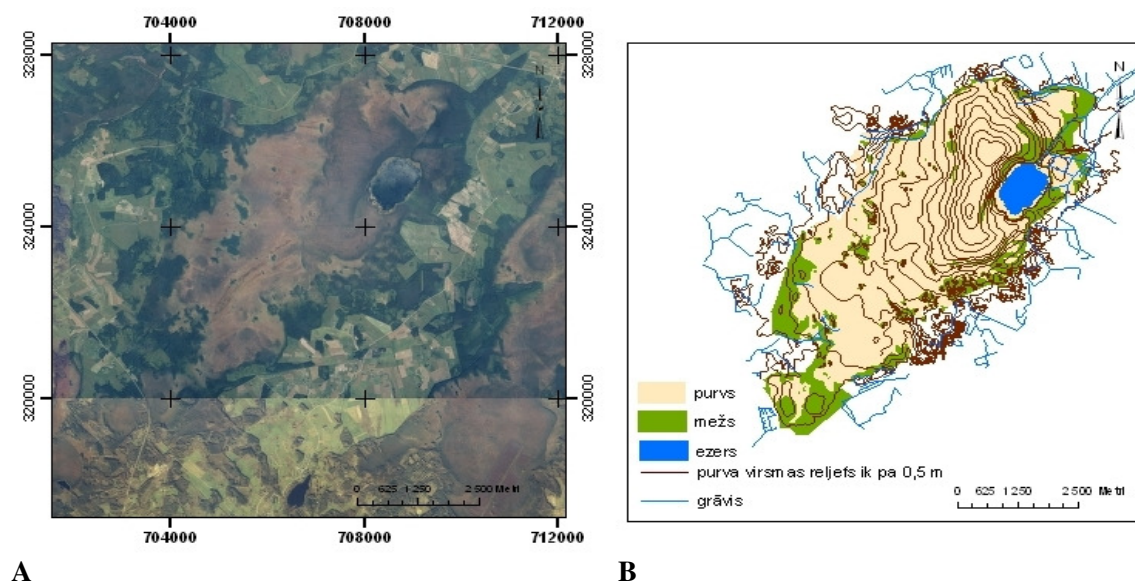 704000 708000 712000
328000 328000
N
324000 324000
320000 320000
0 625 1 250 2 500 Metri
704000 708000 712000
A
N
purvs
mežs
ezers
purva virsmas reljefs ik pa 0,5 m
grāvis
0 625 1 250 2 500 Metri
B